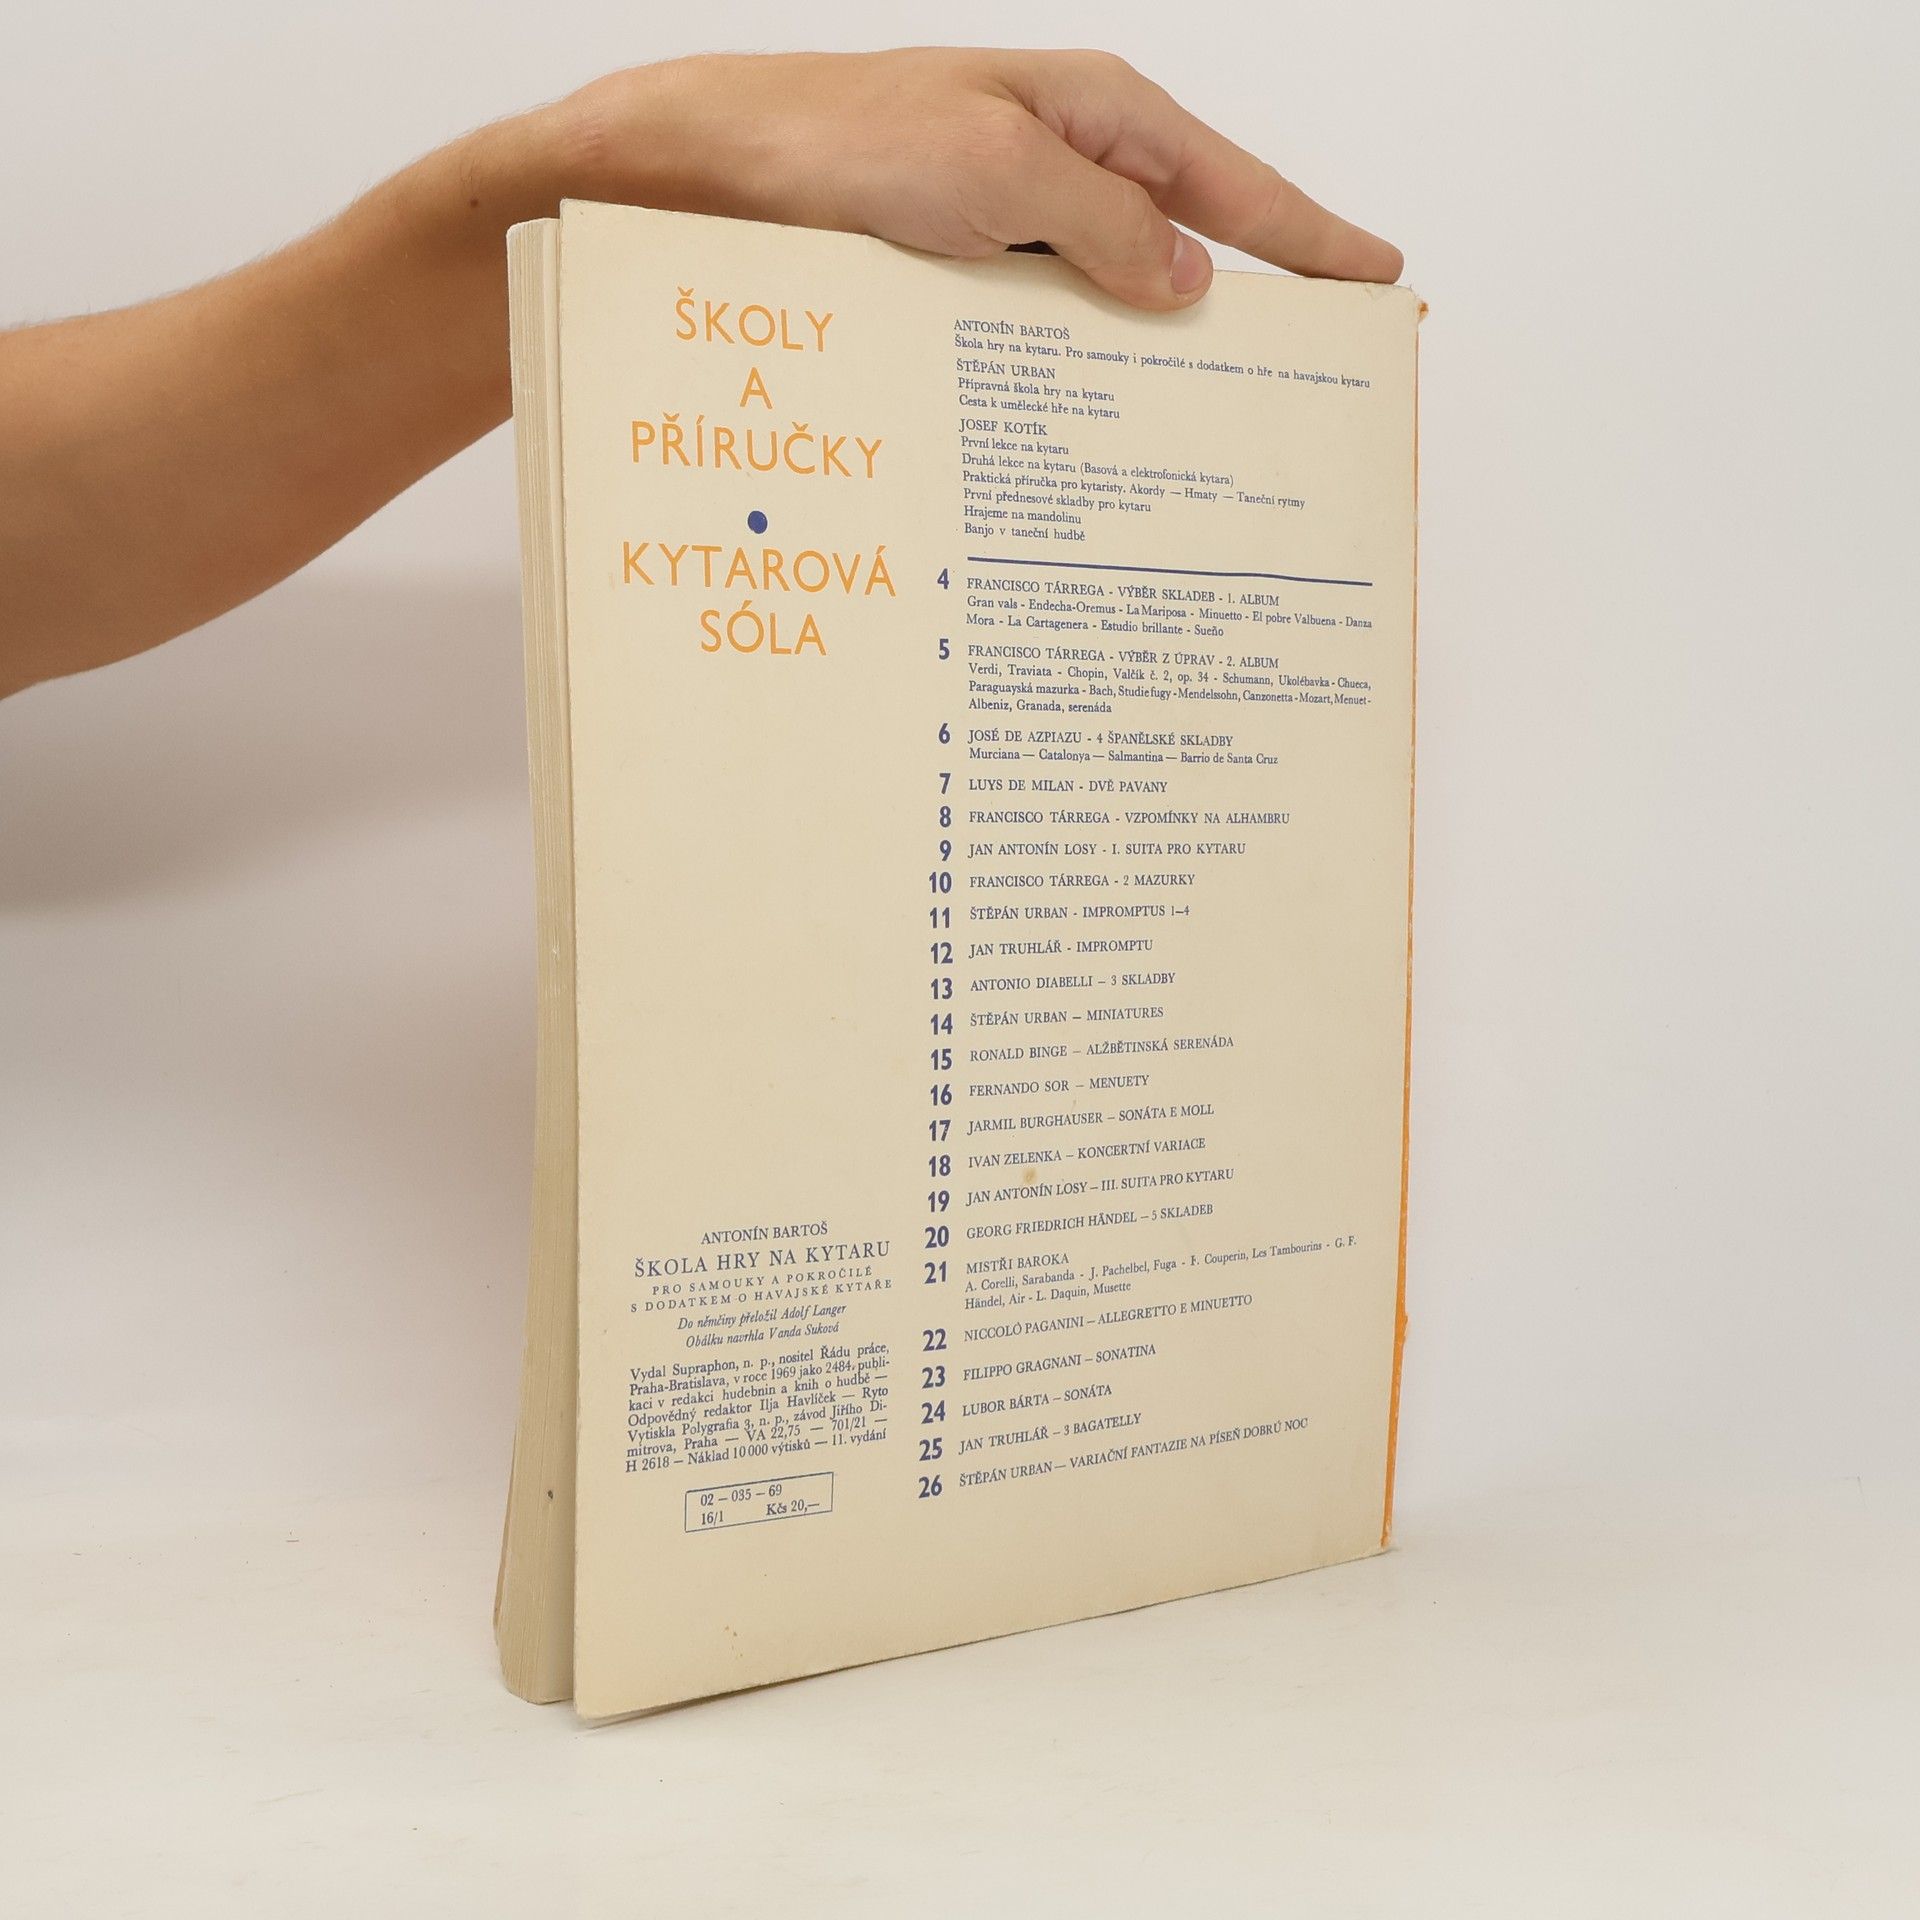 ŠKOLY
A
PŘÍRUČKY
KYTAROVÁ
SÓLA
ANTONÍN BARTOŠ
ŠKOLA HRY NA KYTARU
PRO SAMOUKY A POKROČILÉ
S DODATKEM O HAVAJSKÉ KYTAŘE
Do němčiny přeložil Adolf Langer
Obálku navrhla Vanda Suková
Vydal Supraphon, n. p., nositel Řádu práce,
Praha-Bratislava, v roce 1969 jako 2484. publi-
kaci v redakci hudebnin a knih o hudbě —
Odpovědný redaktor Ilja Havlíček — Ryto
Vytiskla Polygrafia 3, n. p., závod Jiřího Di-
mitrova, Praha — VA 22,75 — 701/21 —
H 2618 — Náklad 10 000 výtisků — 11. vydání
02 — 035 — 69
16/1 Kčs 20,—
ANTONÍN BARTOŠ
Škola hry na kytaru. Pro samouky i pokročilé s dodatkem o hře na havajskou kytaru
ŠTĚPÁN URBAN
Přípravná škola hry na kytaru
Cesta k umělecké hře na kytaru
JOSEF KOTÍK
První lekce na kytaru
Druhá lekce na kytaru (Basová a elektrofonická kytara)
Praktická příručka pro kytaristy. Akordy — Hmaty — Taneční rytmy
První přednesové skladby pro kytaru
Hrajeme na mandolinu
Banjo v taneční hudbě
4 FRANCISCO TÁRREGA - VÝBĚR SKLADEB - 1. ALBUM
Gran vals - Endecha-Oremus - La Mariposa - Minuetto - El pobre Valbuena - Danza
Mora - La Cartagenera - Estudio brillante - Sueño
5 FRANCISCO TÁRREGA - VÝBĚR Z ÚPRAV - 2. ALBUM
Verdi, Traviata - Chopin, Valčík č. 2, op. 34 - Schumann, Ukolébavka - Chueca,
Paraguayská mazurka - Bach, Studie fugy - Mendelssohn, Canzonetta - Mozart, Menuet -
Albeniz, Granada, serenáda
6 JOSÉ DE AZPIAZU - 4 ŠPANĚLSKÉ SKLADBY
Murciana — Catalonya — Salmantina — Barrio de Santa Cruz
7 LUYS DE MILAN - DVĚ PAVANY
8 FRANCISCO TÁRREGA - VZPOMÍNKY NA ALHAMBRU
9 JAN ANTONÍN LOSY - I. SUITA PRO KYTARU
10 FRANCISCO TÁRREGA - 2 MAZURKY
11 ŠTĚPÁN URBAN - IMPROMPTUS 1–4
12 JAN TRUHLÁŘ - IMPROMPTU
13 ANTONIO DIABELLI – 3 SKLADBY
14 ŠTĚPÁN URBAN – MINIATURES
15 RONALD BINGE – ALŽBĚTINSKÁ SERENÁDA
16 FERNANDO SOR – MENUETY
17 JARMIL BURGHAUSER – SONÁTA E MOLL
18 IVAN ZELENKA – KONCERTNÍ VARIACE
19 JAN ANTONÍN LOSY – III. SUITA PRO KYTARU
20 GEORG FRIEDRICH HÄNDEL – 5 SKLADEB
21 MISTŘI BAROKA
A. Corelli, Sarabanda - J. Pachelbel, Fuga - F. Couperin, Les Tambourins - G. F.
Händel, Air - L. Daquin, Musette
22 NICCOLÒ PAGANINI – ALLEGRETTO E MINUETTO
23 FILIPPO GRAGNANI – SONATINA
24 LUBOR BÁRTA – SONÁTA
25 JAN TRUHLÁŘ – 3 BAGATELLY
26 ŠTĚPÁN URBAN — VARIAČNÍ FANTAZIE NA PÍSEŇ DOBRÚ NOC